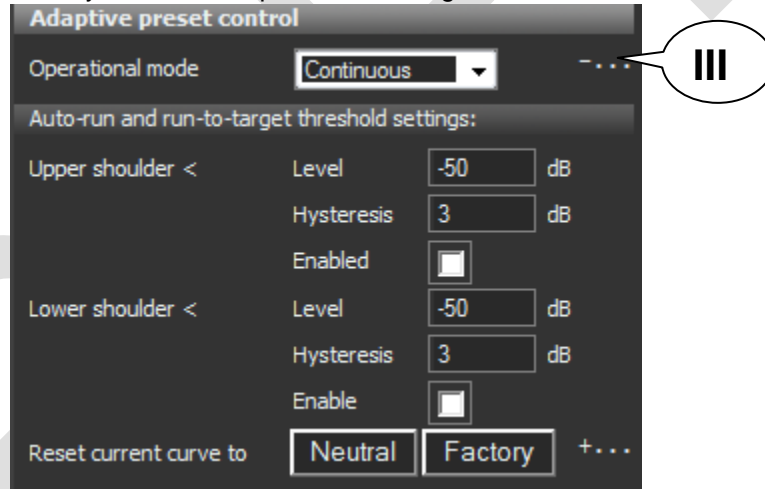 Adaptive preset control
Operational mode Continuous -...
III
Auto-run and run-to-target threshold settings:
Upper shoulder < Level -50 dB
Hysteresis 3 dB
Enabled
Lower shoulder < Level -50 dB
Hysteresis 3 dB
Enable
Reset current curve to Neutral Factory +...